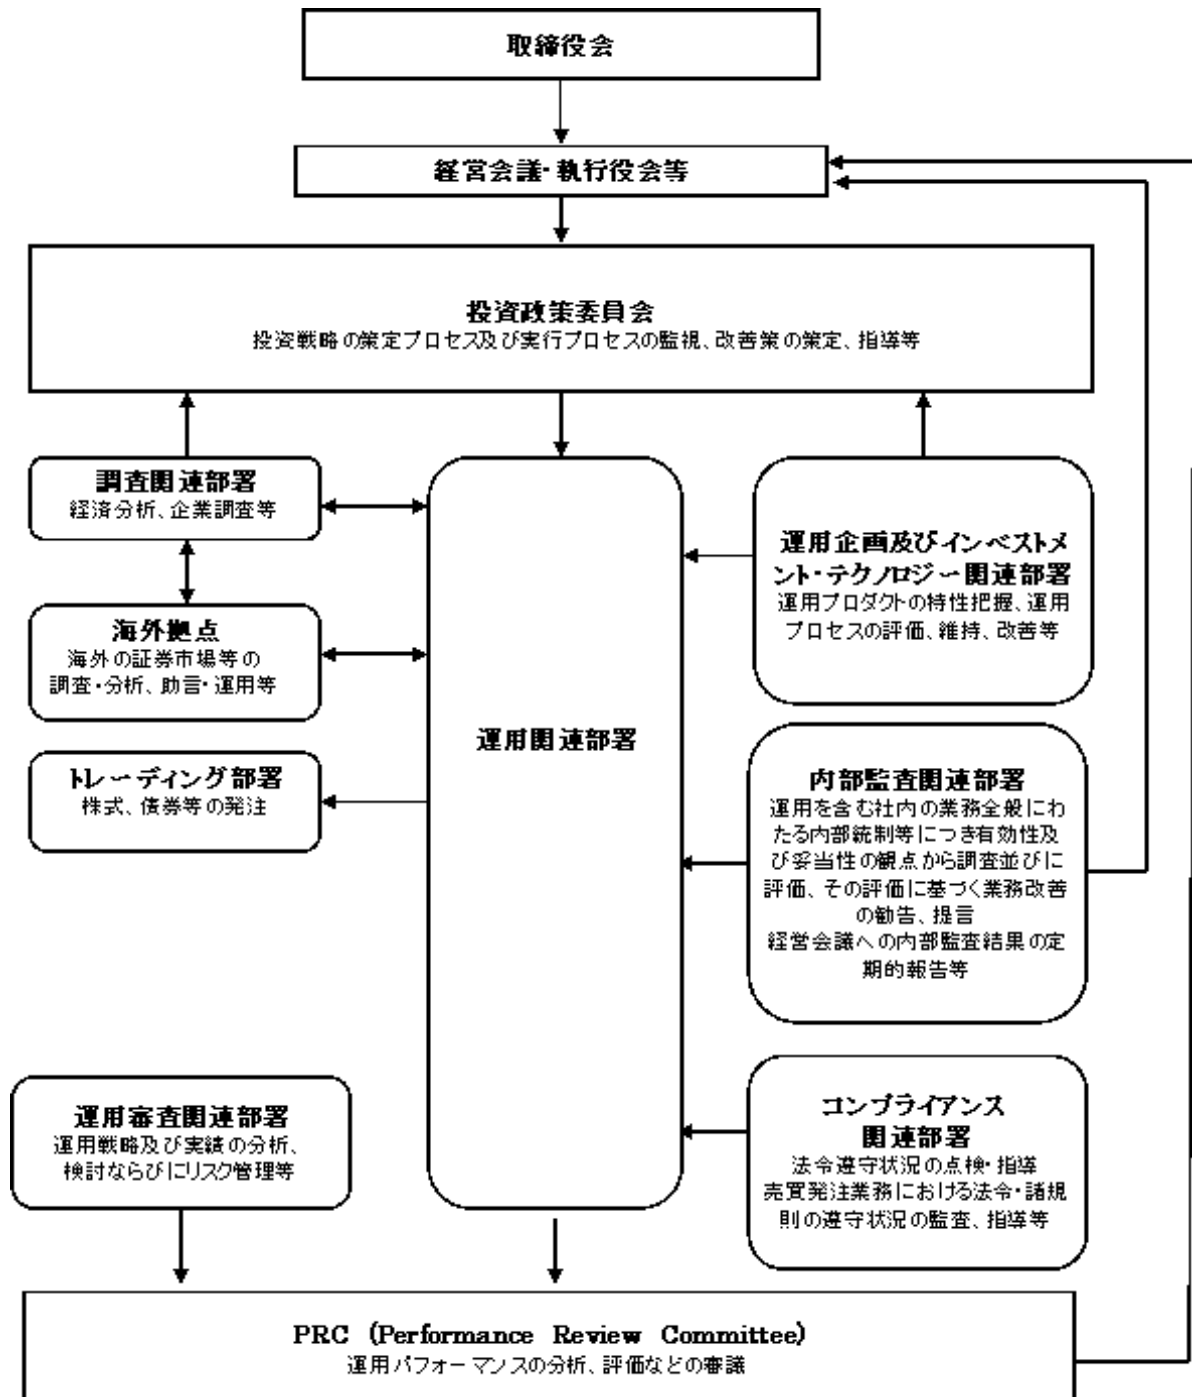 取締役会
経営会議・執行役会等
投資政策委員会
投資戦略の策定プロセス及び実行プロセスの監視、改善策の策定、指導等
調査関連部署
経済分析、企業調査等
海外拠点
海外の証券市場等の
調査・分析、助言・運用等
トレーディング部署
株式、債券等の発注
運用関連部署
運用企画及びインベストメ
ント・テクノロジー関連部署
運用プロダクトの特性把握、運用
プロセスの評価、維持、改善等
内部監査関連部署
運用を含む社内の業務全般にわ
たる内部統制等につき有効性及
び妥当性の観点から調査並びに
評価、その評価に基づく業務改善
の勧告、提言
経営会議への内部監査結果の定
期的報告等
運用審査関連部署
運用戦略及び実績の分析、
検討ならびにリスク管理等
コンプライアンス
関連部署
法令遵守状況の点検・指導
売買発注業務における法令・諸規
則の遵守状況の監査、指導等
PRC (Performance Review Committee)
運用パフォーマンスの分析、評価などの審議